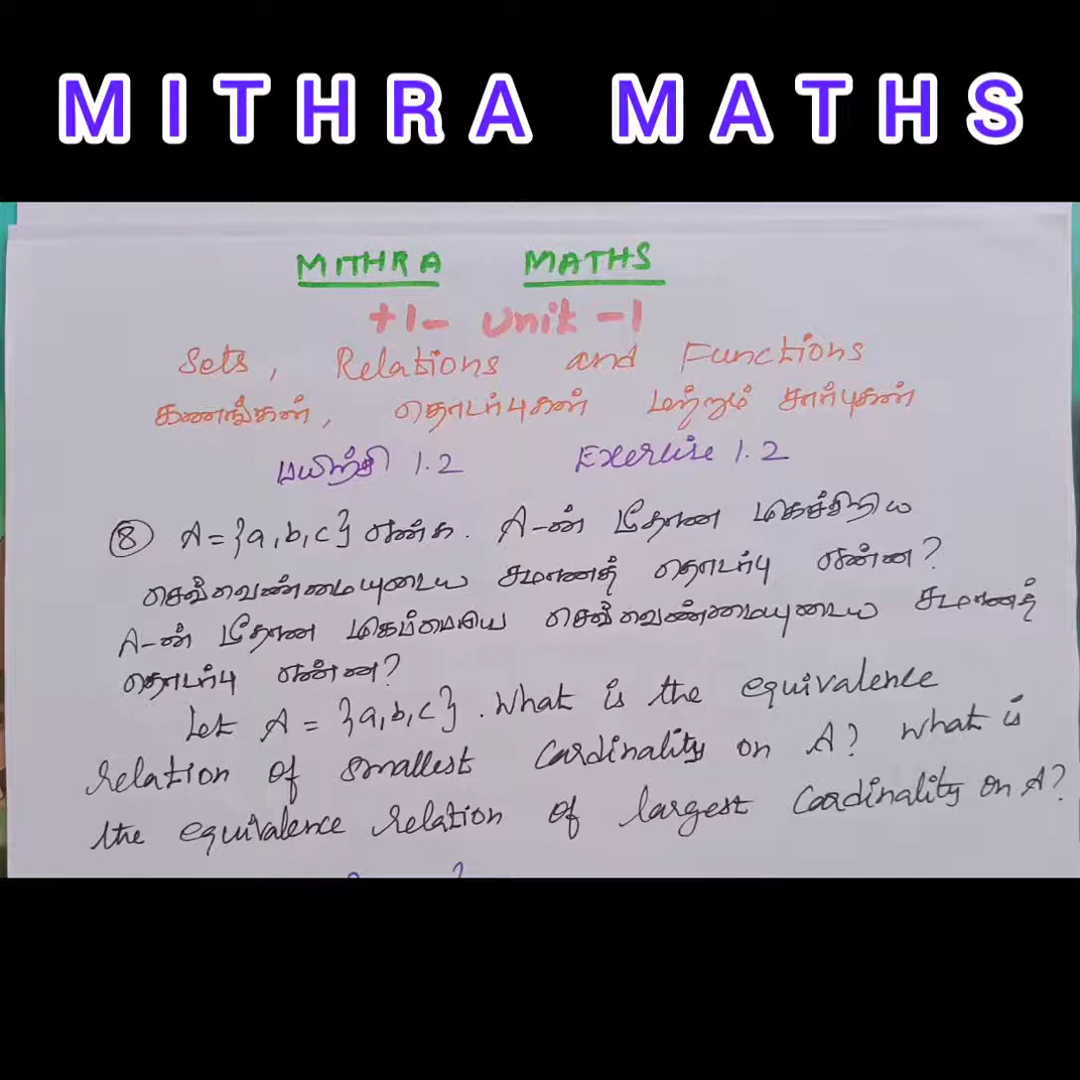 MITHRA MATHS
MITHRA MATHS
+1- Unit -1
Sets, Relations and Functions
கணங்கள், தொடர்புகள் மற்றும் சார்புகள்
பயிற்சி 1.2 Exercise 1.2
⑧ A = {a, b, c} என்க. A-ன் மீதான மிகச்சிறிய
செவ்வெண்மையுடைய சமானத் தொடர்பு என்ன?
A-ன் மீதான மிகப்பெரிய செவ்வெண்மையுடைய சமானத்
தொடர்பு என்ன?
Let A = {a, b, c}. What is the equivalence
relation of smallest cardinality on A? What is
the equivalence relation of largest cardinality on A?